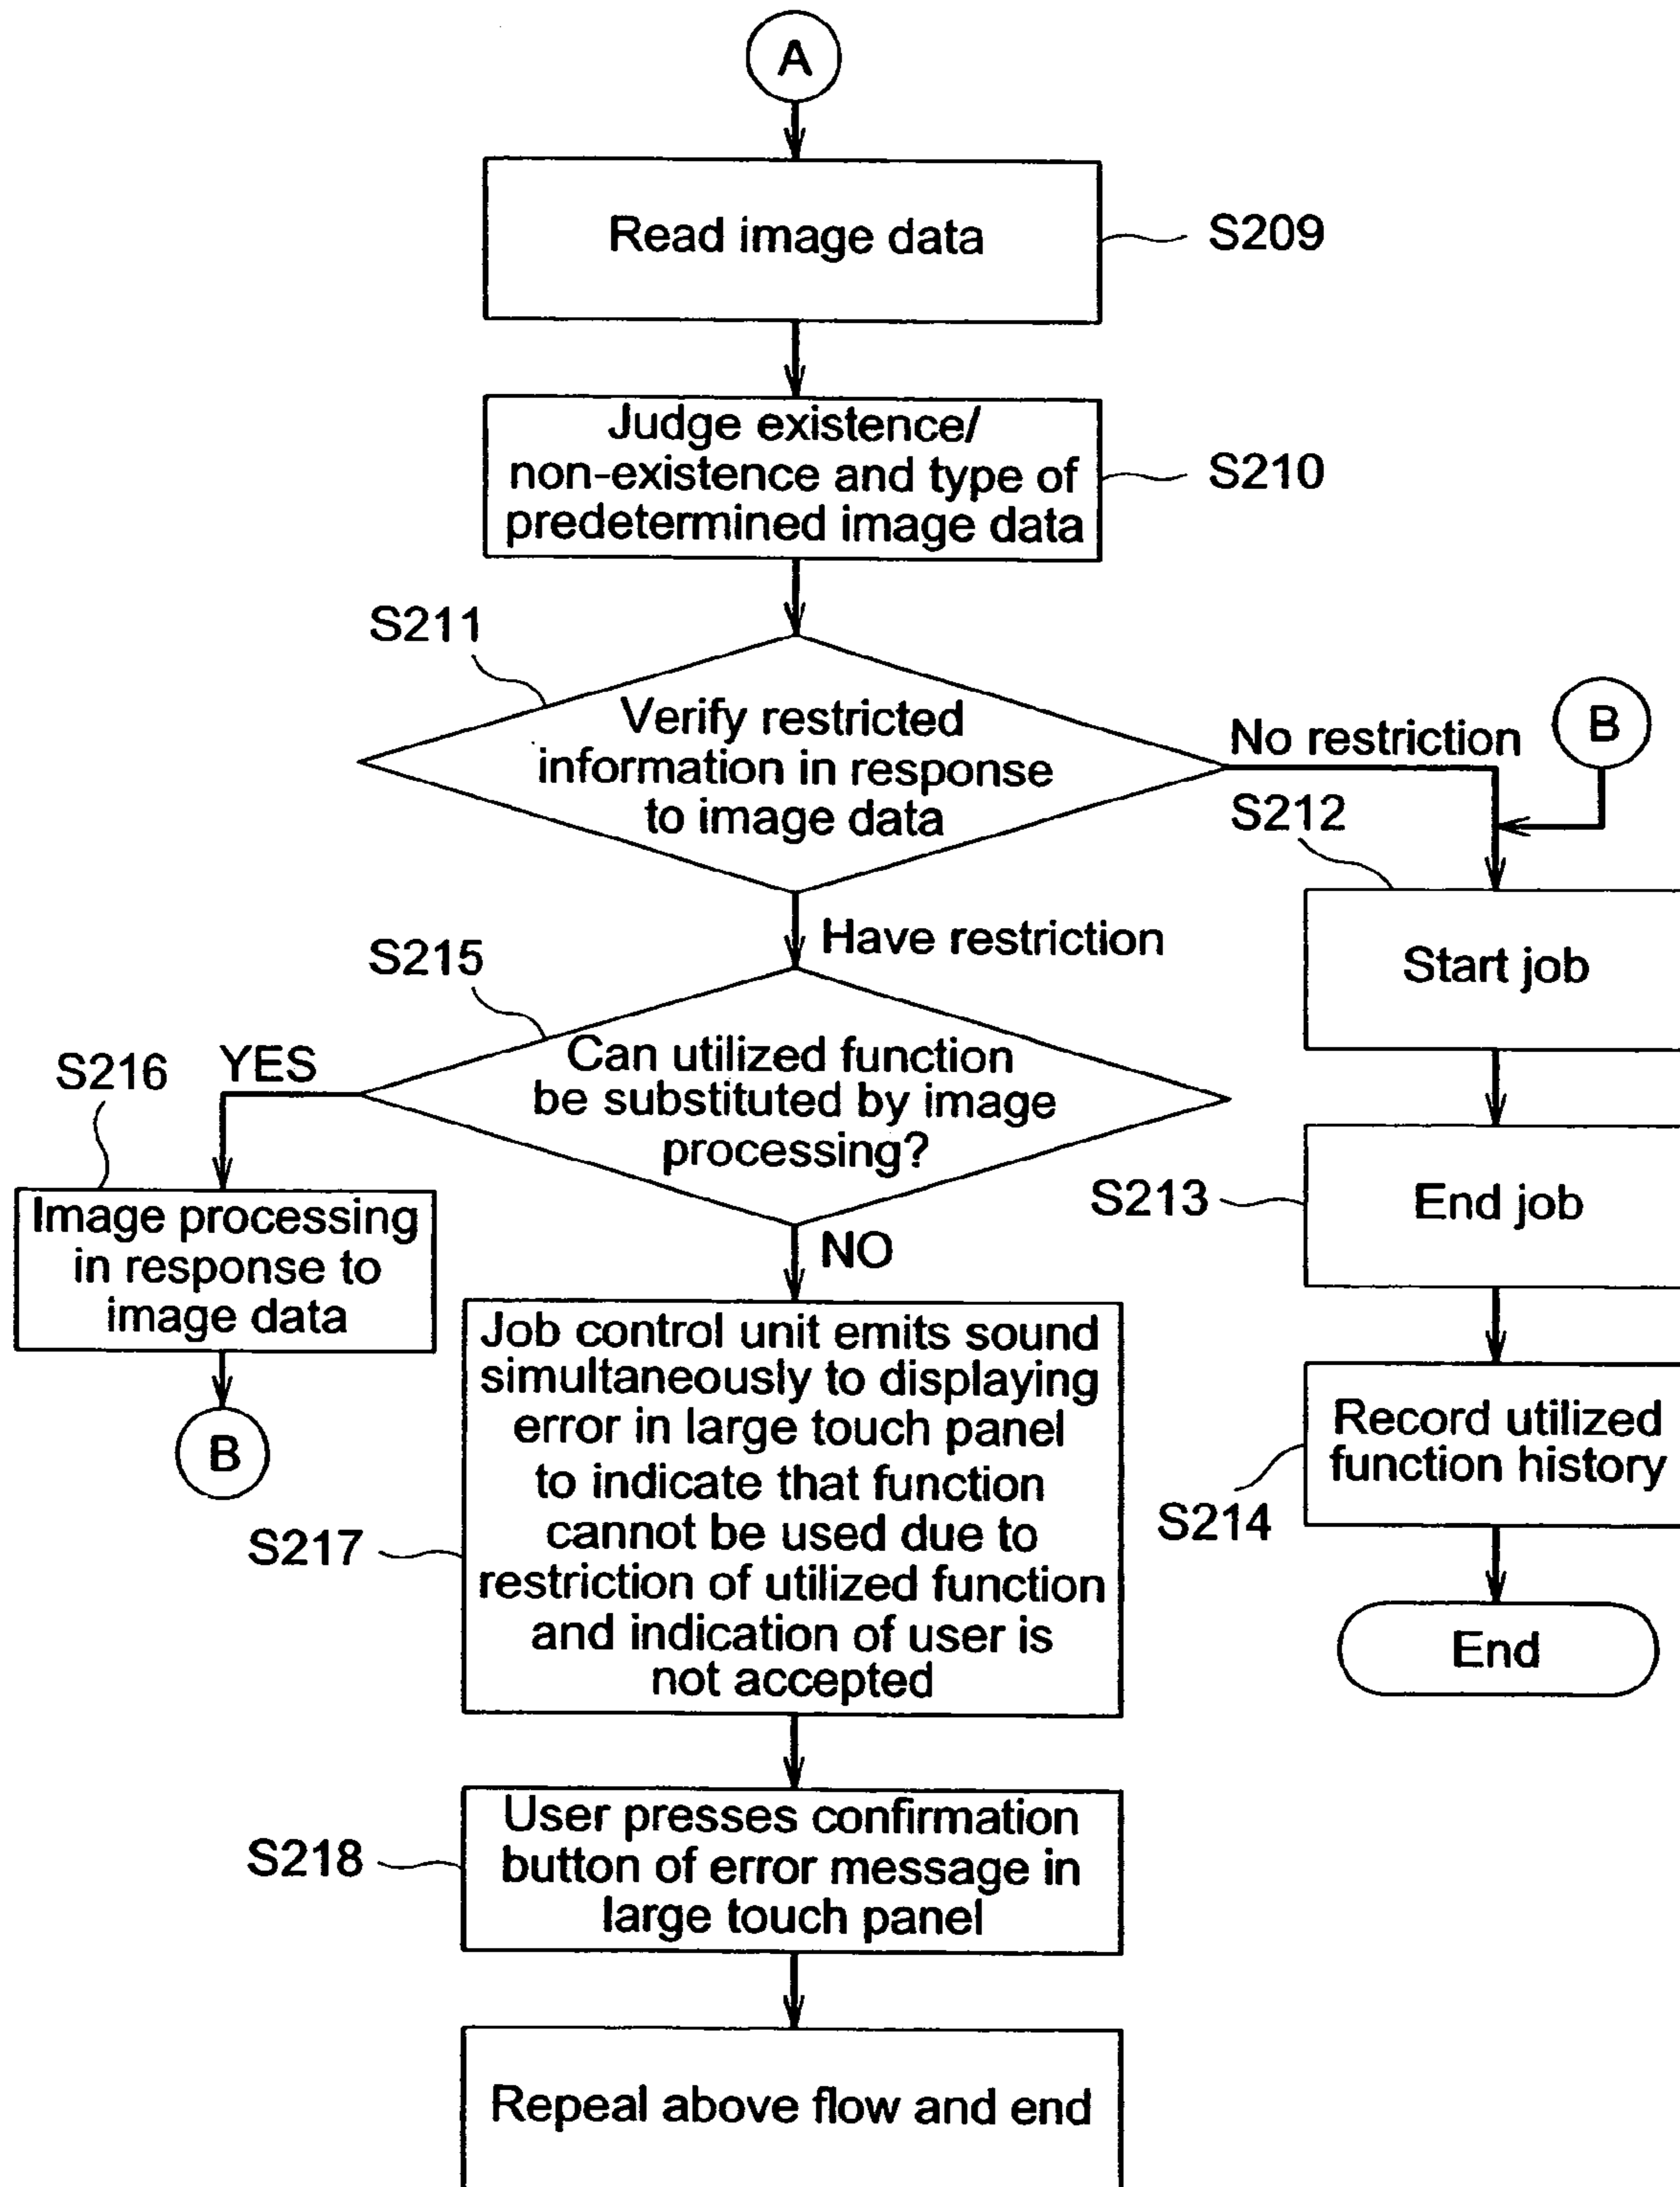 A
Read image data
S209
Judge existence/
non-existence and type of
predetermined image data
S210
S211
Verify restricted
information in response
to image data
No restriction
B
S212
Start job
Have restriction
S215
Can utilized function
be substituted by image
processing?
YES
S216
Image processing
in response to
image data
B
S213
End job
NO
S214
Record utilized
function history
End
S217
Job control unit emits sound
simultaneously to displaying
error in large touch panel
to indicate that function
cannot be used due to
restriction of utilized function
and indication of user is
not accepted
S218
User presses confirmation
button of error message in
large touch panel
Repeal above flow and end